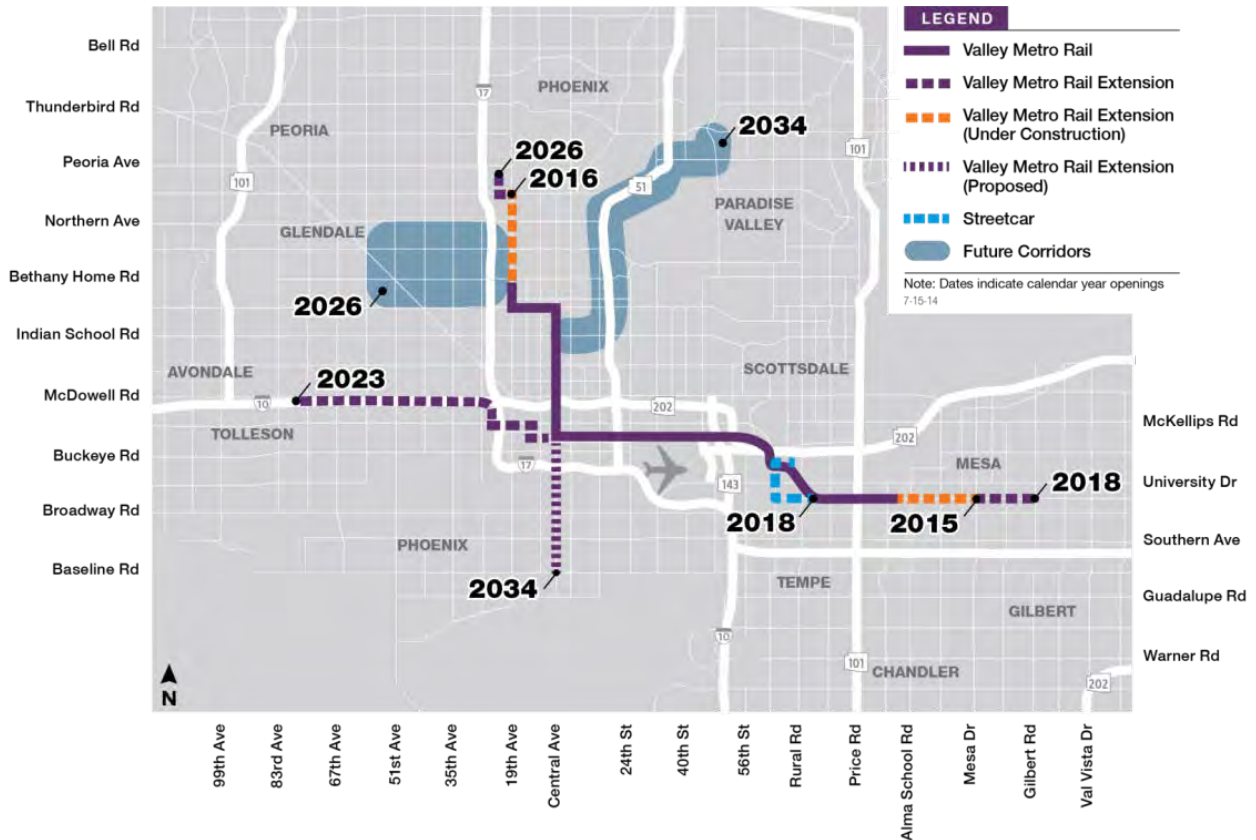 LEGEND
Valley Metro Rail
Valley Metro Rail Extension
Valley Metro Rail Extension
(Under Construction)
Valley Metro Rail Extension
(Proposed)
Streetcar
Future Corridors
Note: Dates indicate calendar year openings
7-15-14
Bell Rd
Thunderbird Rd
Peoria Ave
Northern Ave
Bethany Home Rd
Indian School Rd
McDowell Rd
Buckeye Rd
Broadway Rd
Baseline Rd
PHOENIX
17
PEORIA
2034
101
2026
101
2016
51
PARADISE
VALLEY
GLENDALE
2026
SCOTTSDALE
AVONDALE
2023
10
202
TOLLESON
202
17
MESA
143
2018
2018
2015
PHOENIX
TEMPE
2034
GILBERT
10
101
CHANDLER
202
N
McKellips Rd
University Dr
Southern Ave
Guadalupe Rd
Warner Rd
99th Ave
83rd Ave
67th Ave
51st Ave
35th Ave
19th Ave
Central Ave
24th St
40th St
56th St
Rural Rd
Price Rd
Alma School Rd
Mesa Dr
Gilbert Rd
Val Vista Dr